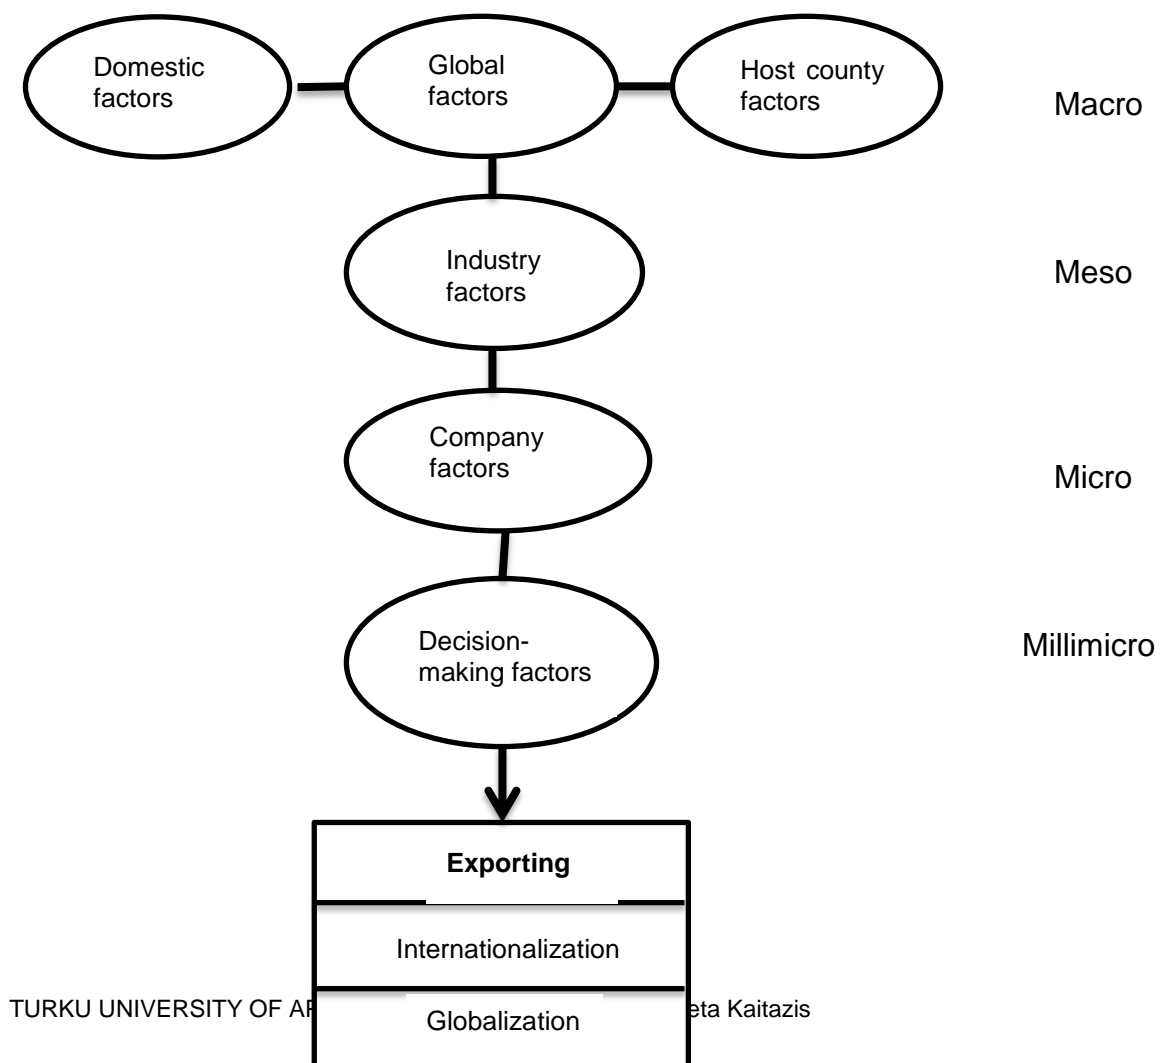 Domestic
factors
Global
factors
Host county
factors
Macro
Industry
factors
Meso
Company
factors
Micro
Decision-
making factors
Millimicro
Exporting
Internationalization
TURKU UNIVERSITY OF
Kaitazis
Globalization